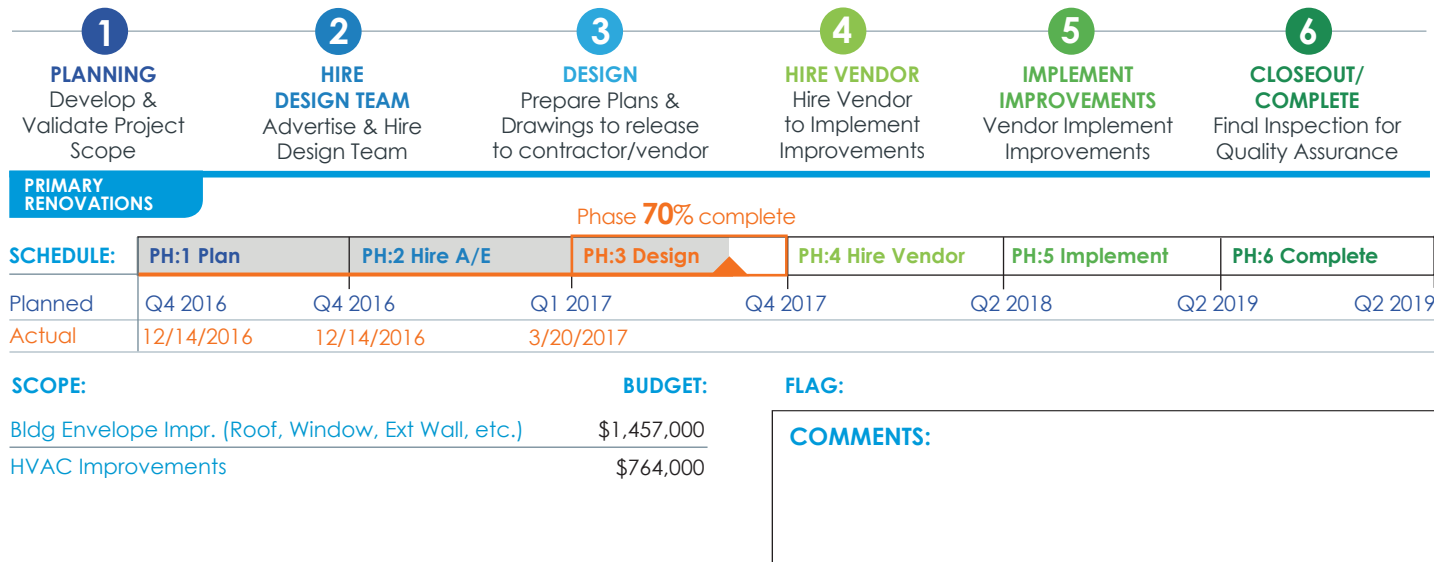 1 2 3 4 5 6
PLANNING
Develop &
Validate Project
Scope
HIRE
DESIGN TEAM
Advertise & Hire
Design Team
DESIGN
Prepare Plans &
Drawings to release
to contractor/vendor
HIRE VENDOR
Hire Vendor
to Implement
Improvements
IMPLEMENT
IMPROVEMENTS
Vendor Implement
Improvements
CLOSEOUT/
COMPLETE
Final Inspection for
Quality Assurance
PRIMARY
RENOVATIONS
Phase 70% complete
SCHEDULE: PH:1 Plan PH:2 Hire A/E PH:3 Design PH:4 Hire Vendor PH:5 Implement PH:6 Complete
Planned Q4 2016 Q4 2016 Q1 2017 Q4 2017 Q2 2018 Q2 2019 Q2 2019
Actual 12/14/2016 12/14/2016 3/20/2017
SCOPE: BUDGET:
Bldg Envelope Impr. (Roof, Window, Ext Wall, etc.) $1,457,000
HVAC Improvements $764,000
FLAG:
COMMENTS: